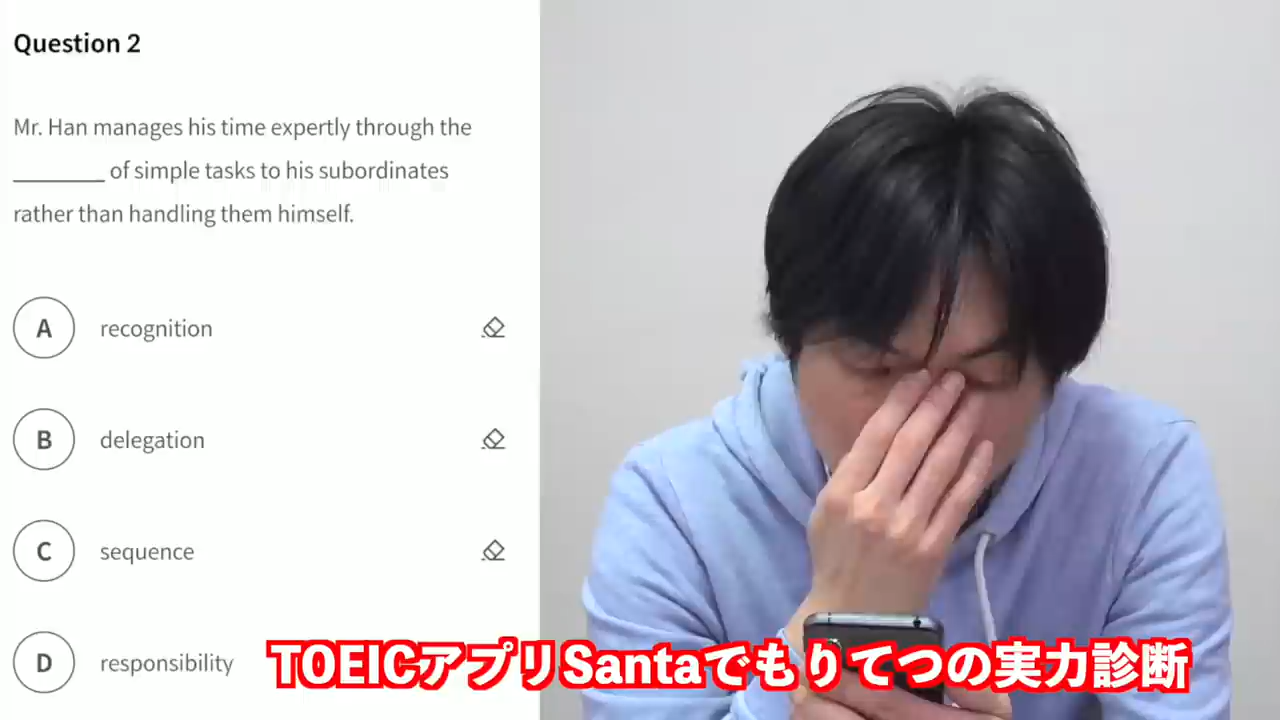 Question 2
Mr. Han manages his time expertly through the
________ of simple tasks to his subordinates
rather than handling them himself.
A recognition
B delegation
C sequence
D responsibility
TOEICアプリSantaでもりてつの実力診断